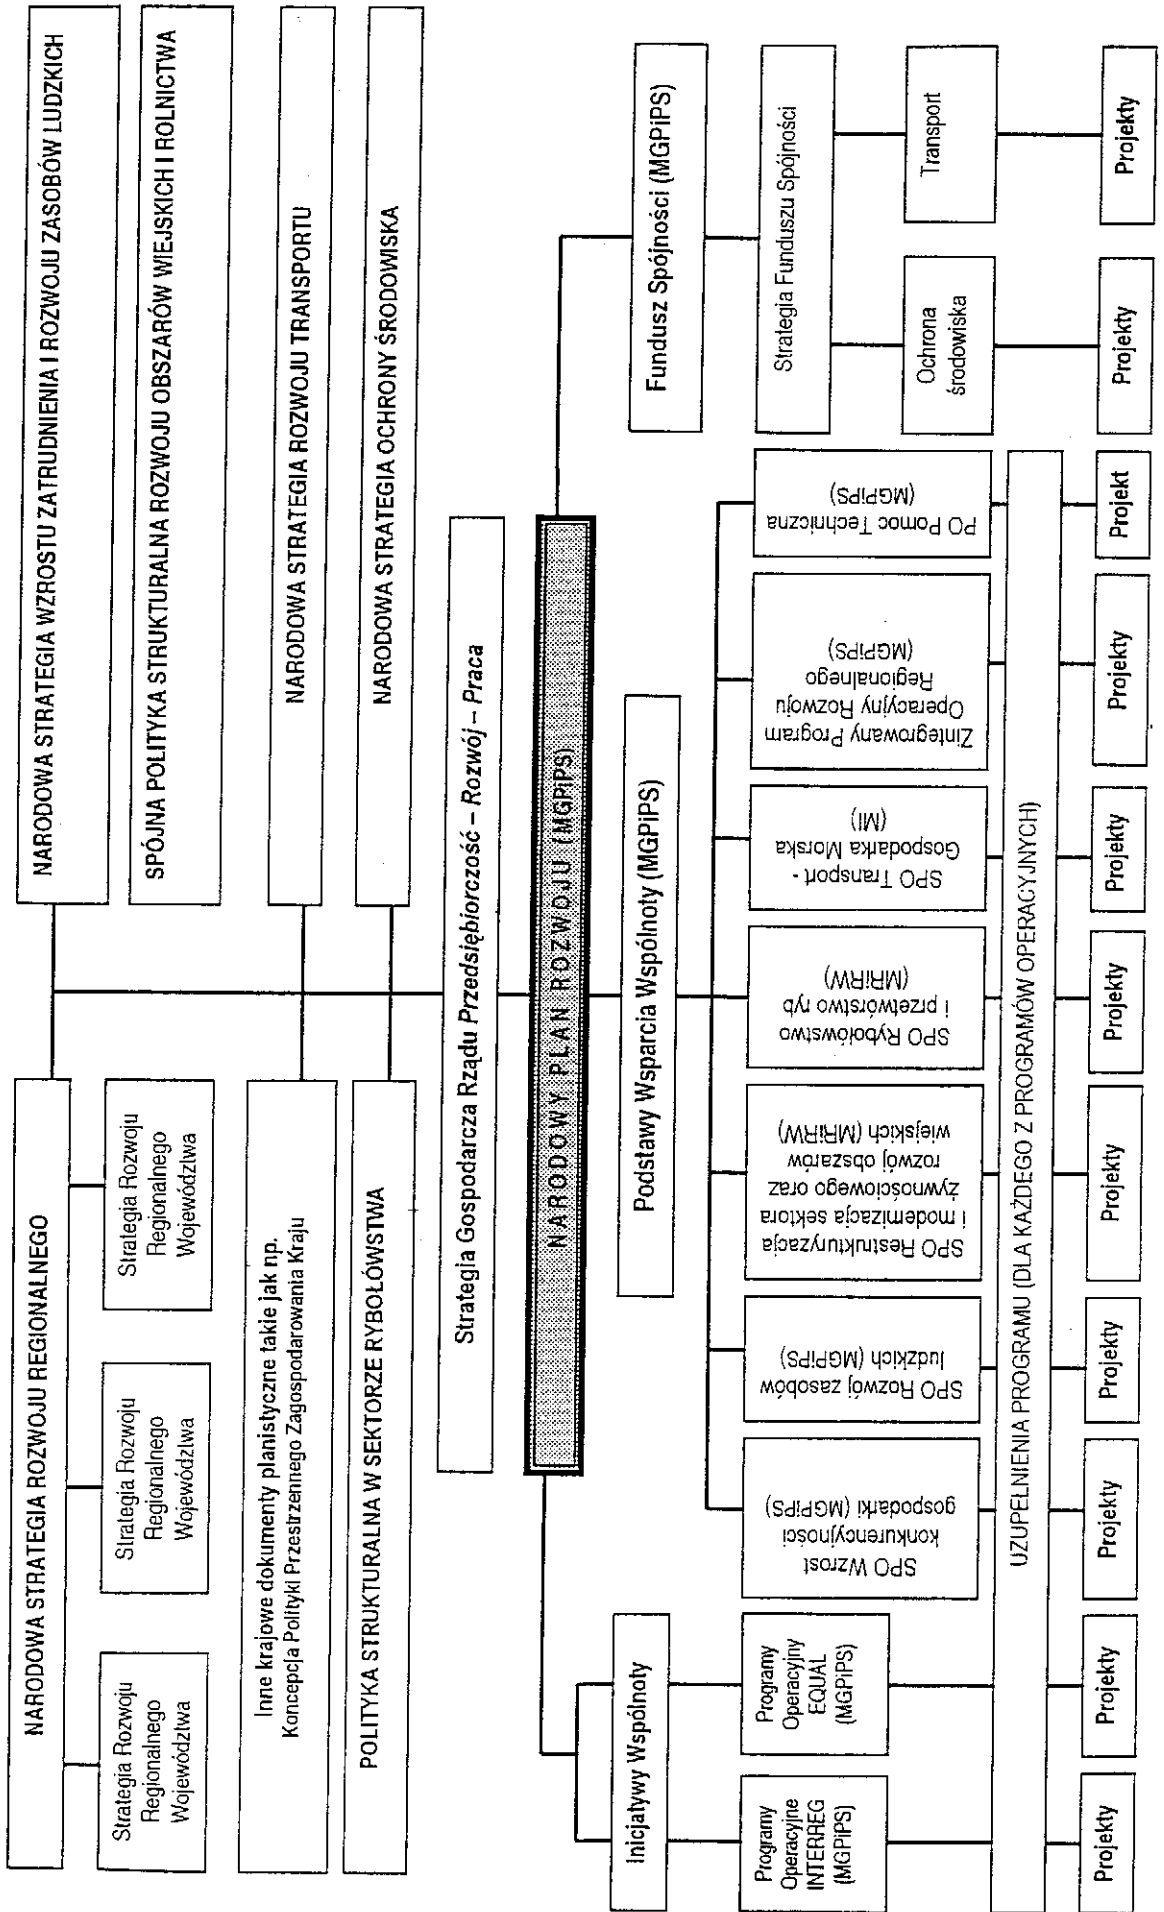 NARODOWA STRATEGIA ROZWOJU REGIONALNEGO
Strategia Rozwoju
Regionalnego
Województwa
Strategia Rozwoju
Regionalnego
Województwa
Strategia Rozwoju
Regionalnego
Województwa
Inne krajowe dokumenty planistyczne takie jak np.
Koncepcja Polityki Przestrzennego Zagospodarowania Kraju
POLITYKA STRUKTURALNA W SEKTORZE RYBOŁÓWSTWA
NARODOWA STRATEGIA WZROSTU ZATRUDNIENIA I ROZWOJU ZASOBÓW LUDZKICH
SPÓJNA POLITYKA STRUKTURALNA ROZWOJU OBSZARÓW WIEJSKICH I ROLNICTWA
NARODOWA STRATEGIA ROZWOJU TRANSPORTU
NARODOWA STRATEGIA OCHRONY ŚRODOWISKA
Strategia Gospodarcza Rządu Przedsiębiorczość – Rozwój – Praca
NARODOWY PLAN ROZWOJU (MGPiPS)
Inicjatywy Wspólnoty
Podstawy Wsparcia Wspólnoty (MGPiPS)
Fundusz Spójności (MGPiPS)
Programy
Operacyjne
INTERREG
(MGPiPS)
Programy
Operacyjny
EQUAL
(MGPiPS)
SPO Wzrost
konkurencyjności
gospodarki (MGPiPS)
SPO Rozwój zasobów
ludzkich (MGPiPS)
SPO Restrukturyzacja
i modernizacja sektora
żywnościowego oraz
rozwój obszarów
wiejskich (MRiRW)
SPO Rybołówstwo
i przetwórstwo ryb
(MRiRW)
SPO Transport -
Gospodarka Morska
(MI)
Zintegrowany Program
Operacyjny Rozwoju
Regionalnego
(MGPiPS)
PO Pomoc Techniczna
(MGPiPS)
Strategia Funduszu Spójności
Ochrona
środowiska
Transport
UZUPEŁNIENIA PROGRAMU (DLA KAŻDEGO Z PROGRAMÓW OPERACYJNYCH)
Projekty
Projekty
Projekty
Projekty
Projekty
Projekty
Projekty
Projekty
Projekt
Projekty
Projekty